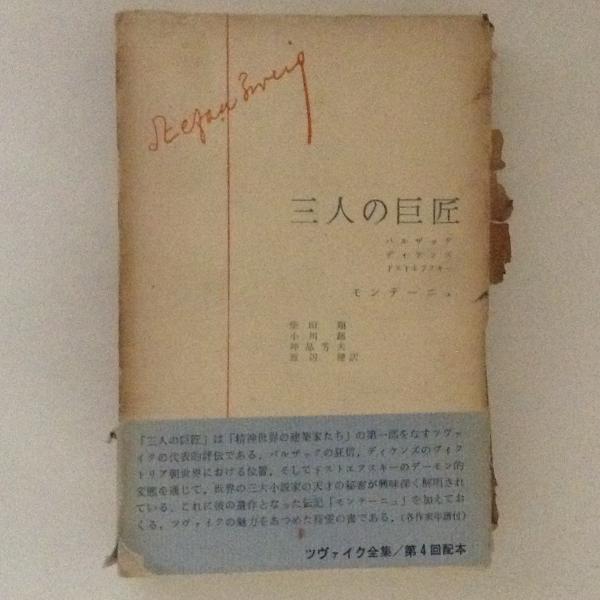 Stefan Zweig
三人の巨匠
バルザック
ディケンズ
ドストエフスキー
モンテーニュ
柴田 翔
小川 超
神品芳夫
渡辺 健訳
「三人の巨匠」は「精神世界の建築家たち」の第一部をなすツヴァ
イクの代表的評伝である。バルザックの狂信，ディケンズのヴィク
トリア朝世界における位置，そしてドストエフスキーのデーモン的
変態を通じて，世界の三大小説家の天才の秘密が興味深く解明され
ている。これに彼の遺作となった伝記「モンテーニュ」を加えてお
くる，ツヴァイクの魅力をあつめた の書である。(各作家年譜付)
ツヴァイク全集／第4回配本